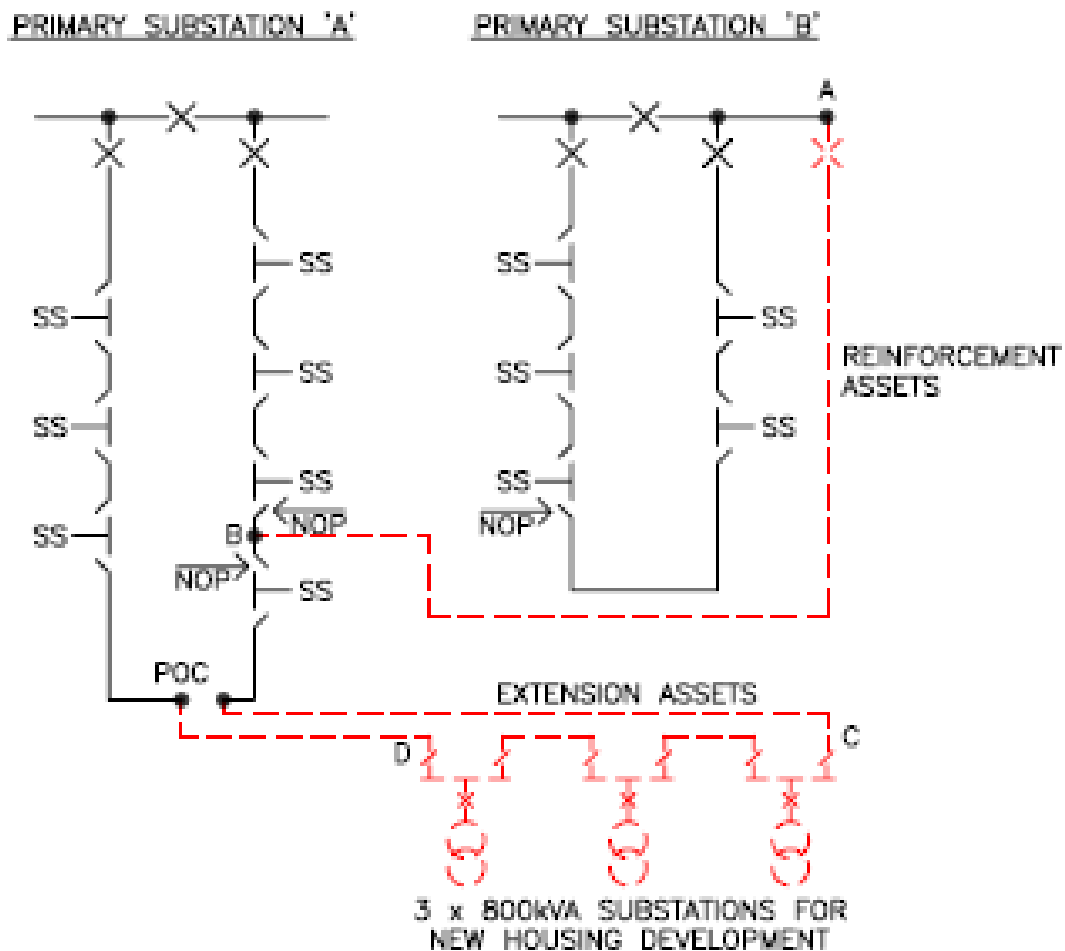 PRIMARY SUBSTATION 'A'
PRIMARY SUBSTATION 'B'
A
SS
SS
SS
SS
SS
REINFORCEMENT
ASSETS
SS
SS
SS
SS
SS
SS
NOP
NOP
SS
B
NOP
SS
POC
EXTENSION ASSETS
D
C
3 x 800kVA SUBSTATIONS FOR
NEW HOUSING DEVELOPMENT